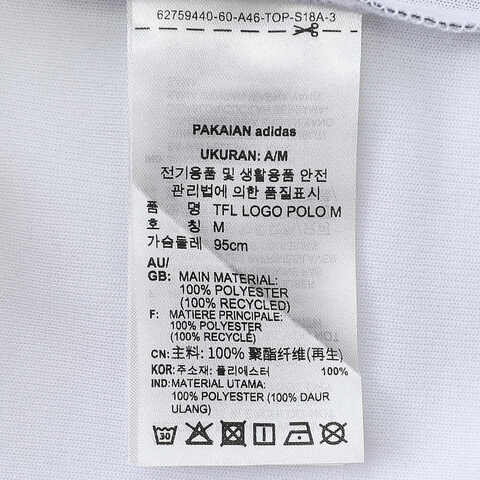 62759440-60-A46-TOP-S18A-3
PAKAIAN adidas
UKURAN: A/M
전기용품 및 생활용품 안전
관리법에 의한 품질표시
품 명 TFL LOGO POLO M
호 칭 M
가슴둘레 95cm
AU/
GB: MAIN MATERIAL:
100% POLYESTER
(100% RECYCLED)
F: MATIERE PRINCIPALE:
100% POLYESTER
(100% RECYCLÉ)
CN: 主料: 100% 聚酯纤维(再生)
KOR: 주소재: 폴리에스터 100%
IND: MATERIAL UTAMA:
100% POLYESTER (100% DAUR
ULANG)
30